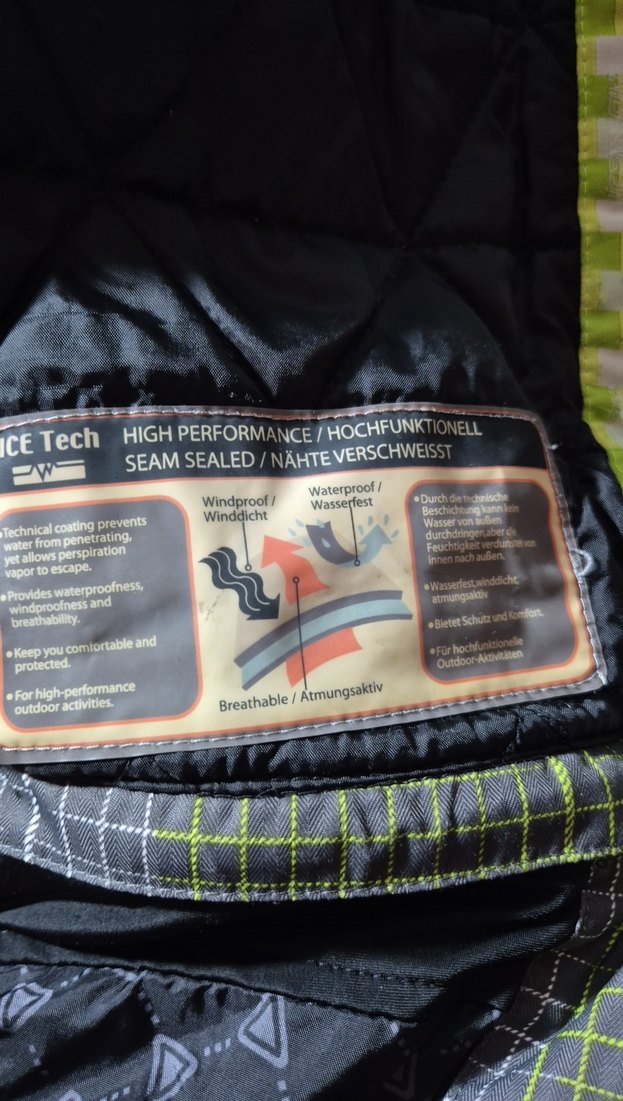 ICE Tech
HIGH PERFORMANCE / HOCHFUNKTIONELL
SEAM SEALED / NÄHTE VERSCHWEISST
•Technical coating prevents
water from penetrating,
yet allows perspiration
vapor to escape.
•Provides waterproofness,
windproofness and
breathability.
•Keep you comfortable and
protected.
•For high-performance
outdoor activities.
Windproof /
Winddicht
Waterproof /
Wasserfest
Breathable / Atmungsaktiv
•Durch die technische
Beschichtung kann kein
Wasser von außen
durchdringen,aber die
Feuchtigkeit verdunstet von
innen nach außen.
•Wasserfest,winddicht,
atmungsaktiv
•Bietet Schutz und Komfort.
•Für hochfunktionelle
Outdoor-Aktivitäten